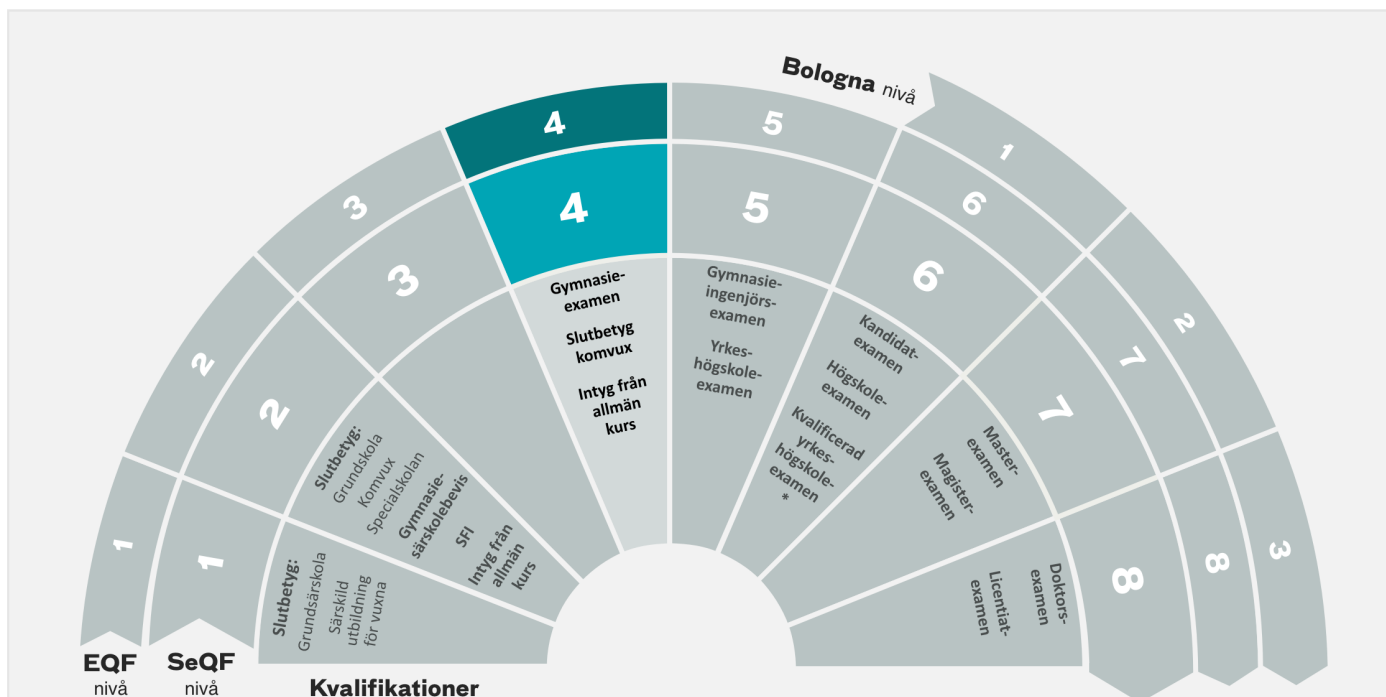 Bologna nivå
1
2
3
1
2
3
4
5
6
7
8
1
2
3
4
5
6
7
8
Slutbetyg:
Grundsärskola
Särskild
utbildning
för vuxna
Slutbetyg:
Grundskola
Komvux
Specialskolan
Gymnasie-
särskolebevis
SFI
Intyg från
allmän
kurs
Gymnasie-
examen
Slutbetyg
komvux
Intyg från
allmän
kurs
Gymnasie-
ingenjörs-
examen
Yrkes-
högskole-
examen
Kandidat-
examen
Högskole-
examen
Kvalificerad
yrkes-
högskole-
examen
*
Master-
examen
Magister-
examen
Doktors-
examen
Licentiat-
examen
EQF
nivå
SeQF
nivå
Kvalifikationer